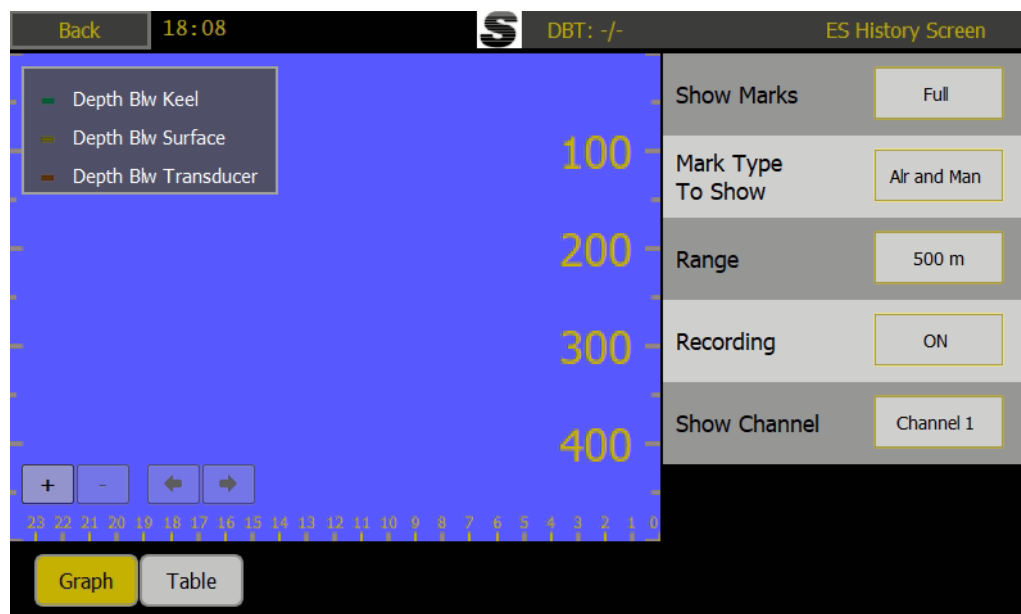 Back 18:08 S DBT: -/- ES History Screen
Depth Blw Keel
Depth Blw Surface
Depth Blw Transducer
100
200
300
400
+ -
23 22 21 20 19 18 17 16 15 14 13 12 11 10 9 8 7 6 5 4 3 2 1 0
Show Marks Full
Mark Type
To Show Alr and Man
Range 500 m
Recording ON
Show Channel Channel 1
Graph Table